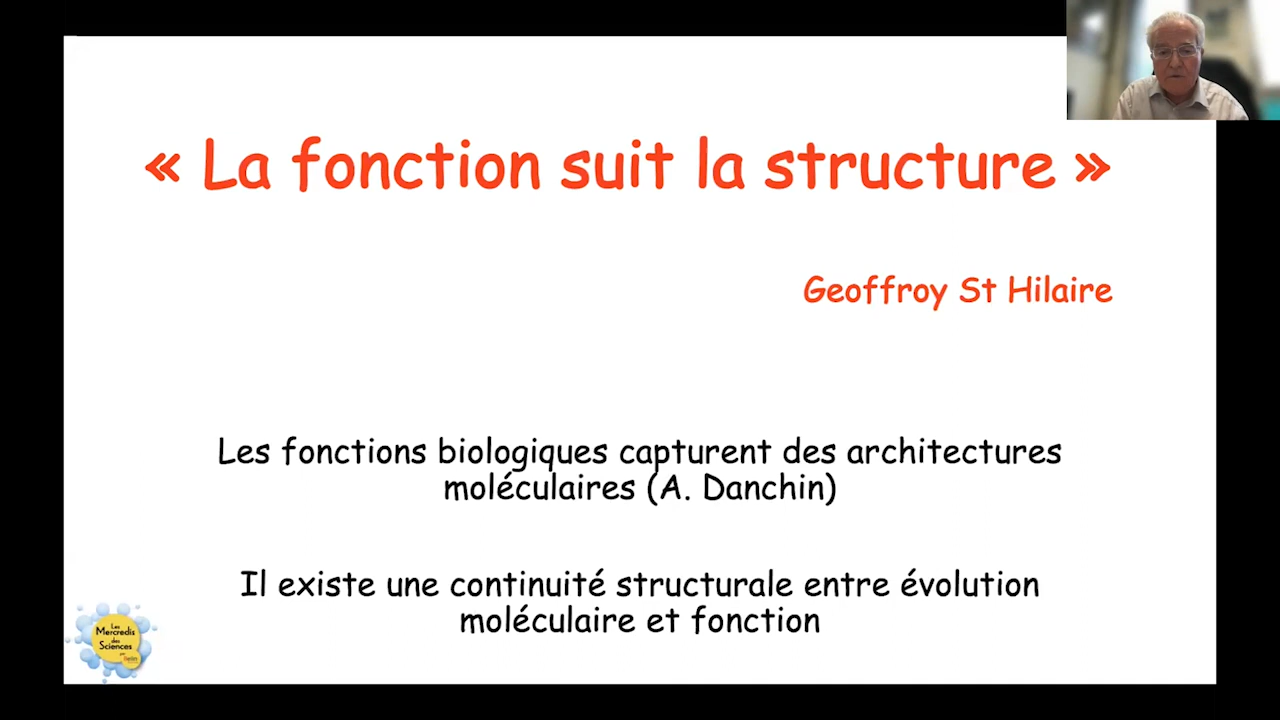 « La fonction suit la structure »
Geoffroy St Hilaire
Les fonctions biologiques capturent des architectures
moléculaires (A. Danchin)
Il existe une continuité structurale entre évolution
moléculaire et fonction
Les
Mercredis
des
Sciences
par